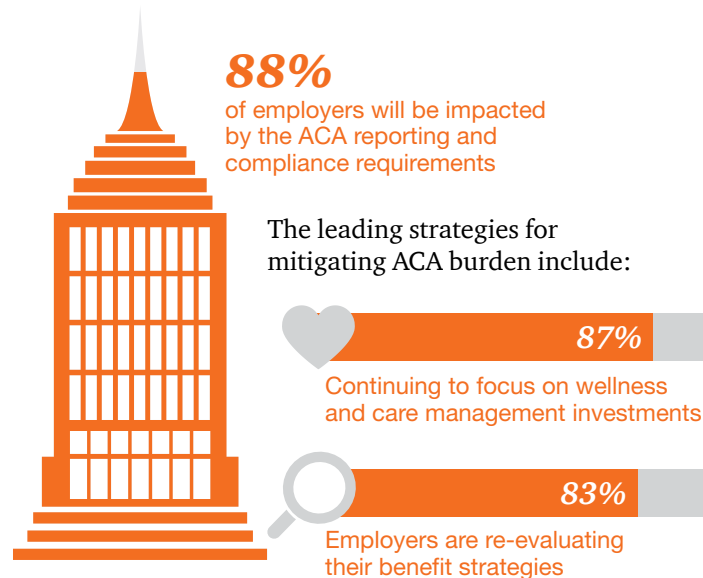 88%
of employers will be impacted
by the ACA reporting and
compliance requirements
The leading strategies for
mitigating ACA burden include:
87%
Continuing to focus on wellness
and care management investments
83%
Employers are re-evaluating
their benefit strategies